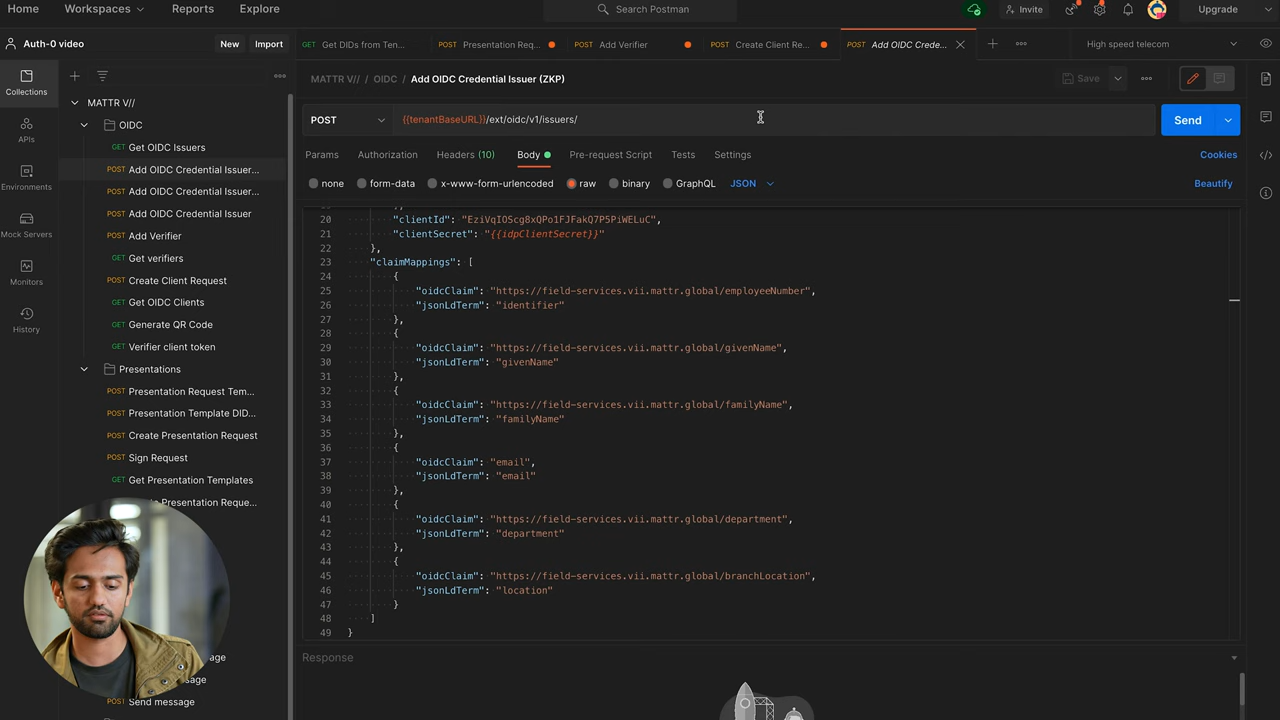 Home
Workspaces
Reports
Explore
Search Postman
Invite
Upgrade
Auth-0 video
New
Import
GET Get DIDs from Ten...
POST Presentation Req...
POST Add Verifier
POST Create Client Re...
POST Add OIDC Crede...
High speed telecom
Collections
APIs
Environments
Mock Servers
Monitors
History
MATTR V//
OIDC
GET Get OIDC Issuers
POST Add OIDC Credential Issuer...
POST Add OIDC Credential Issuer...
POST Add OIDC Credential Issuer
POST Add Verifier
GET Get verifiers
POST Create Client Request
GET Get OIDC Clients
POST Generate QR Code
POST Verifier client token
Presentations
POST Presentation Request Tem...
POST Presentation Template DID...
POST Create Presentation Request
POST Sign Request
GET Get Presentation Templates
Presentation Reque...
POST Send message
MATTR V// / OIDC / Add OIDC Credential Issuer (ZKP)
Save
POST
{{tenantBaseURL}}/ext/oidc/v1/issuers/
Send
Params
Authorization
Headers (10)
Body
Pre-request Script
Tests
Settings
Cookies
none
form-data
x-www-form-urlencoded
raw
binary
GraphQL
JSON
Beautify
20 "clientId": "EziVqIOScg8xQPo1FJFakQ7P5PiWELuC",
21 "clientSecret": "{{idpClientSecret}}"
22 },
23 "claimMappings": [
24 {
25 "oidcClaim": "https://field-services.vii.mattr.global/employeeNumber",
26 "jsonLdTerm": "identifier"
27 },
28 {
29 "oidcClaim": "https://field-services.vii.mattr.global/givenName",
30 "jsonLdTerm": "givenName"
31 },
32 {
33 "oidcClaim": "https://field-services.vii.mattr.global/familyName",
34 "jsonLdTerm": "familyName"
35 },
36 {
37 "oidcClaim": "email",
38 "jsonLdTerm": "email"
39 },
40 {
41 "oidcClaim": "https://field-services.vii.mattr.global/department",
42 "jsonLdTerm": "department"
43 },
44 {
45 "oidcClaim": "https://field-services.vii.mattr.global/branchLocation",
46 "jsonLdTerm": "location"
47 }
48 ]
49 }
Response